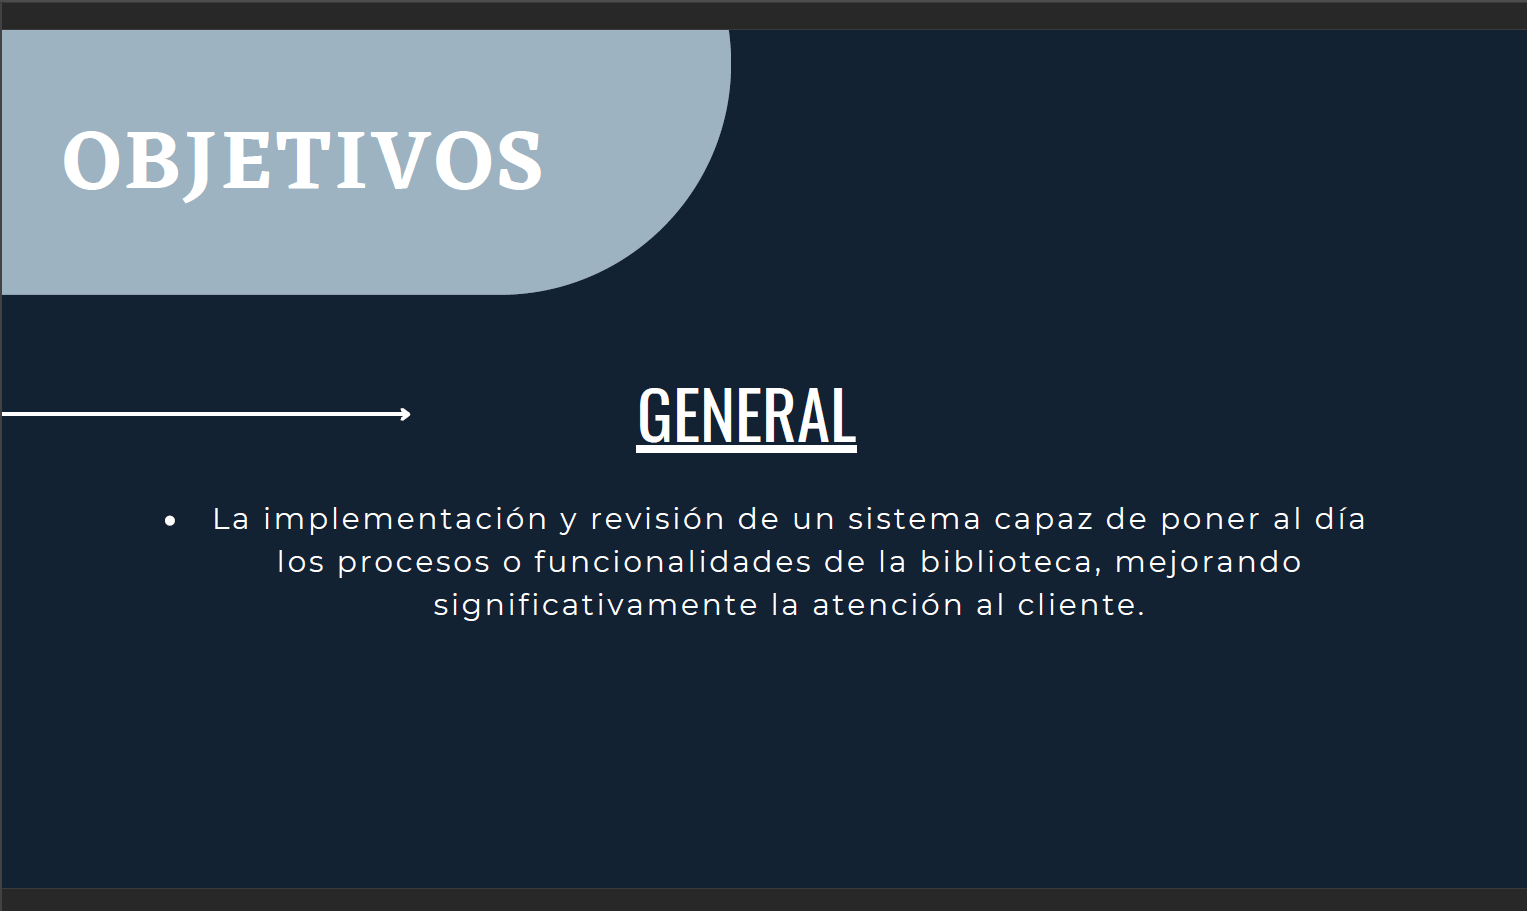 OBJETIVOS
GENERAL
• La implementación y revisión de un sistema capaz de poner al día
los procesos o funcionalidades de la biblioteca, mejorando
significativamente la atención al cliente.